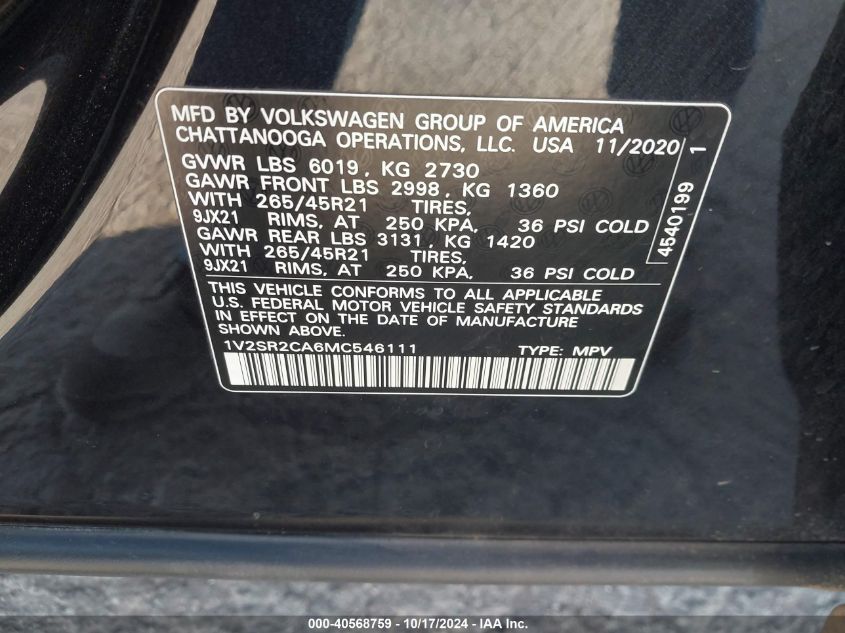 MFD BY VOLKSWAGEN GROUP OF AMERICA
CHATTANOOGA OPERATIONS, LLC. USA 11/2020
GVWR LBS 6019, KG 2730
GAWR FRONT LBS 2998, KG 1360
WITH 265/45R21 TIRES,
9JX21 RIMS, AT 250 KPA, 36 PSI COLD
GAWR REAR LBS 3131, KG 1420
WITH 265/45R21 TIRES,
9JX21 RIMS, AT 250 KPA, 36 PSI COLD
THIS VEHICLE CONFORMS TO ALL APPLICABLE
U.S. FEDERAL MOTOR VEHICLE SAFETY STANDARDS
IN EFFECT ON THE DATE OF MANUFACTURE
SHOWN ABOVE.
1V2SR2CA6MC546111 TYPE: MPV
4540199 1
000-40568759 - 10/17/2024 - IAAI Inc.